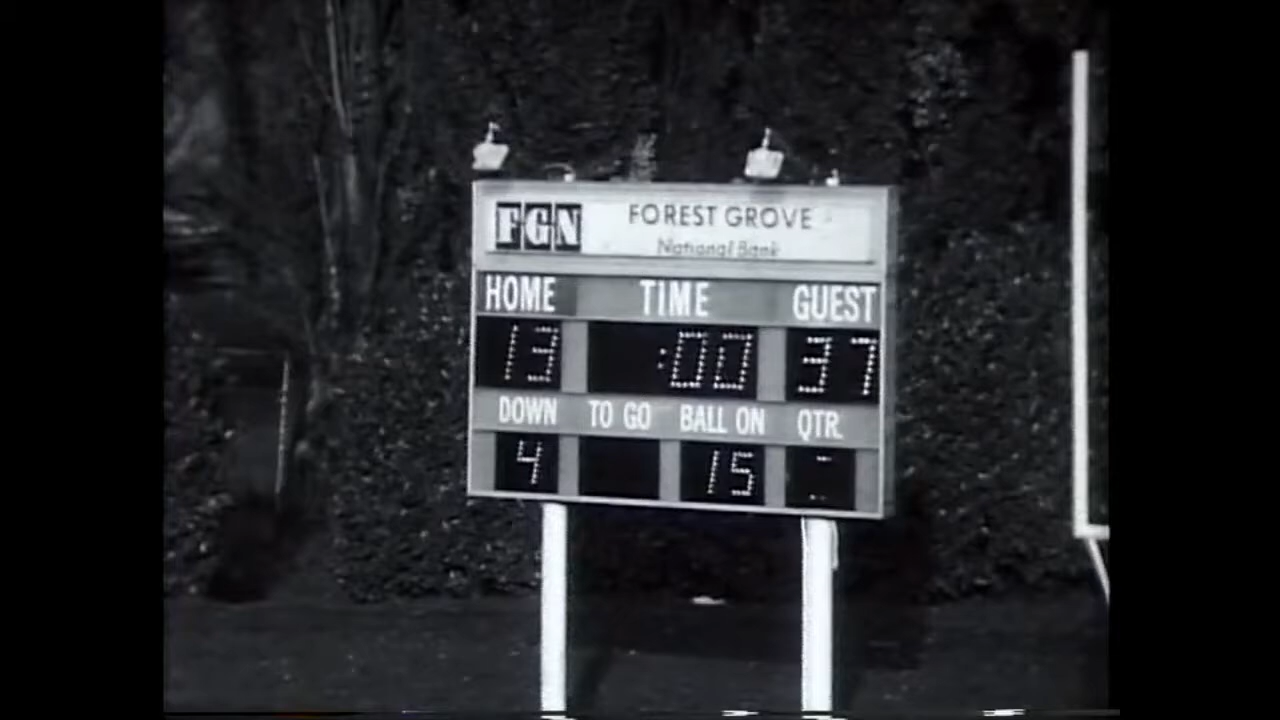 FGN FOREST GROVE
National Bank
HOME TIME GUEST
13 :00 37
DOWN TO GO BALL ON QTR.
4 15